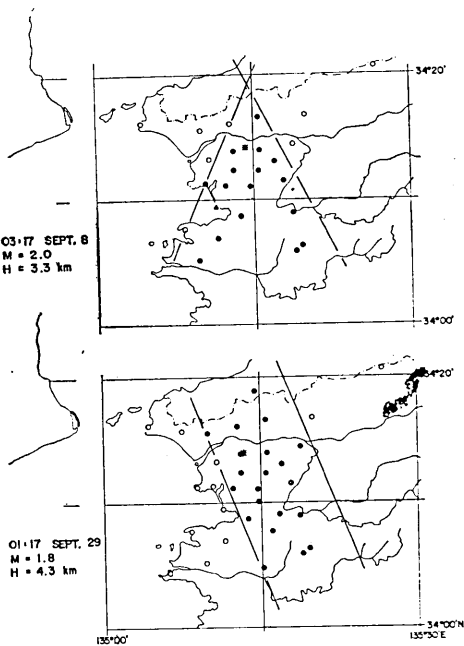 34°20'
03:17 SEPT. 8
M = 2.0
H = 3.3 km
34°00'
34°20'
01:17 SEPT. 29
M = 1.8
H = 4.3 km
34°00'N
135°00'
135°30'E